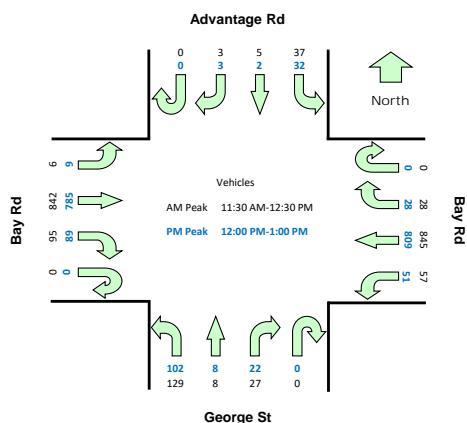 Advantage Rd
0 3 5 37
0 3 2 32
North
6 9
842 785
95 89
0 0
Bay Rd
Vehicles
AM Peak 11:30 AM-12:30 PM
PM Peak 12:00 PM-1:00 PM
0 0
28 28
809 845
51 57
Bay Rd
102 8 22 0
129 8 27 0
George St